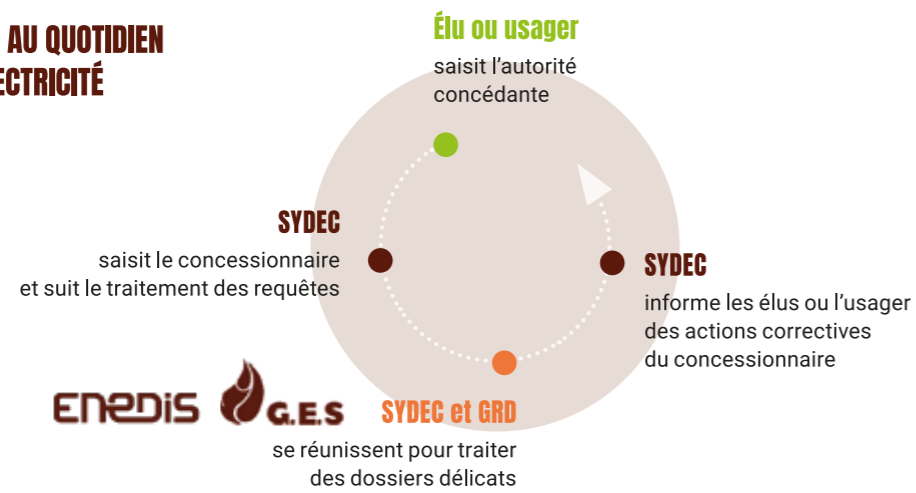 AU QUOTIDIEN
ECTRICITÉ
Élu ou usager
saisit l'autorité
concédante
SYDEC
saisit le concessionnaire
et suit le traitement des requêtes
SYDEC
informe les élus ou l'usager
des actions correctives
du concessionnaire
ENEDIS
G.E.S
SYDEC et GRD
se réunissent pour traiter
des dossiers délicats